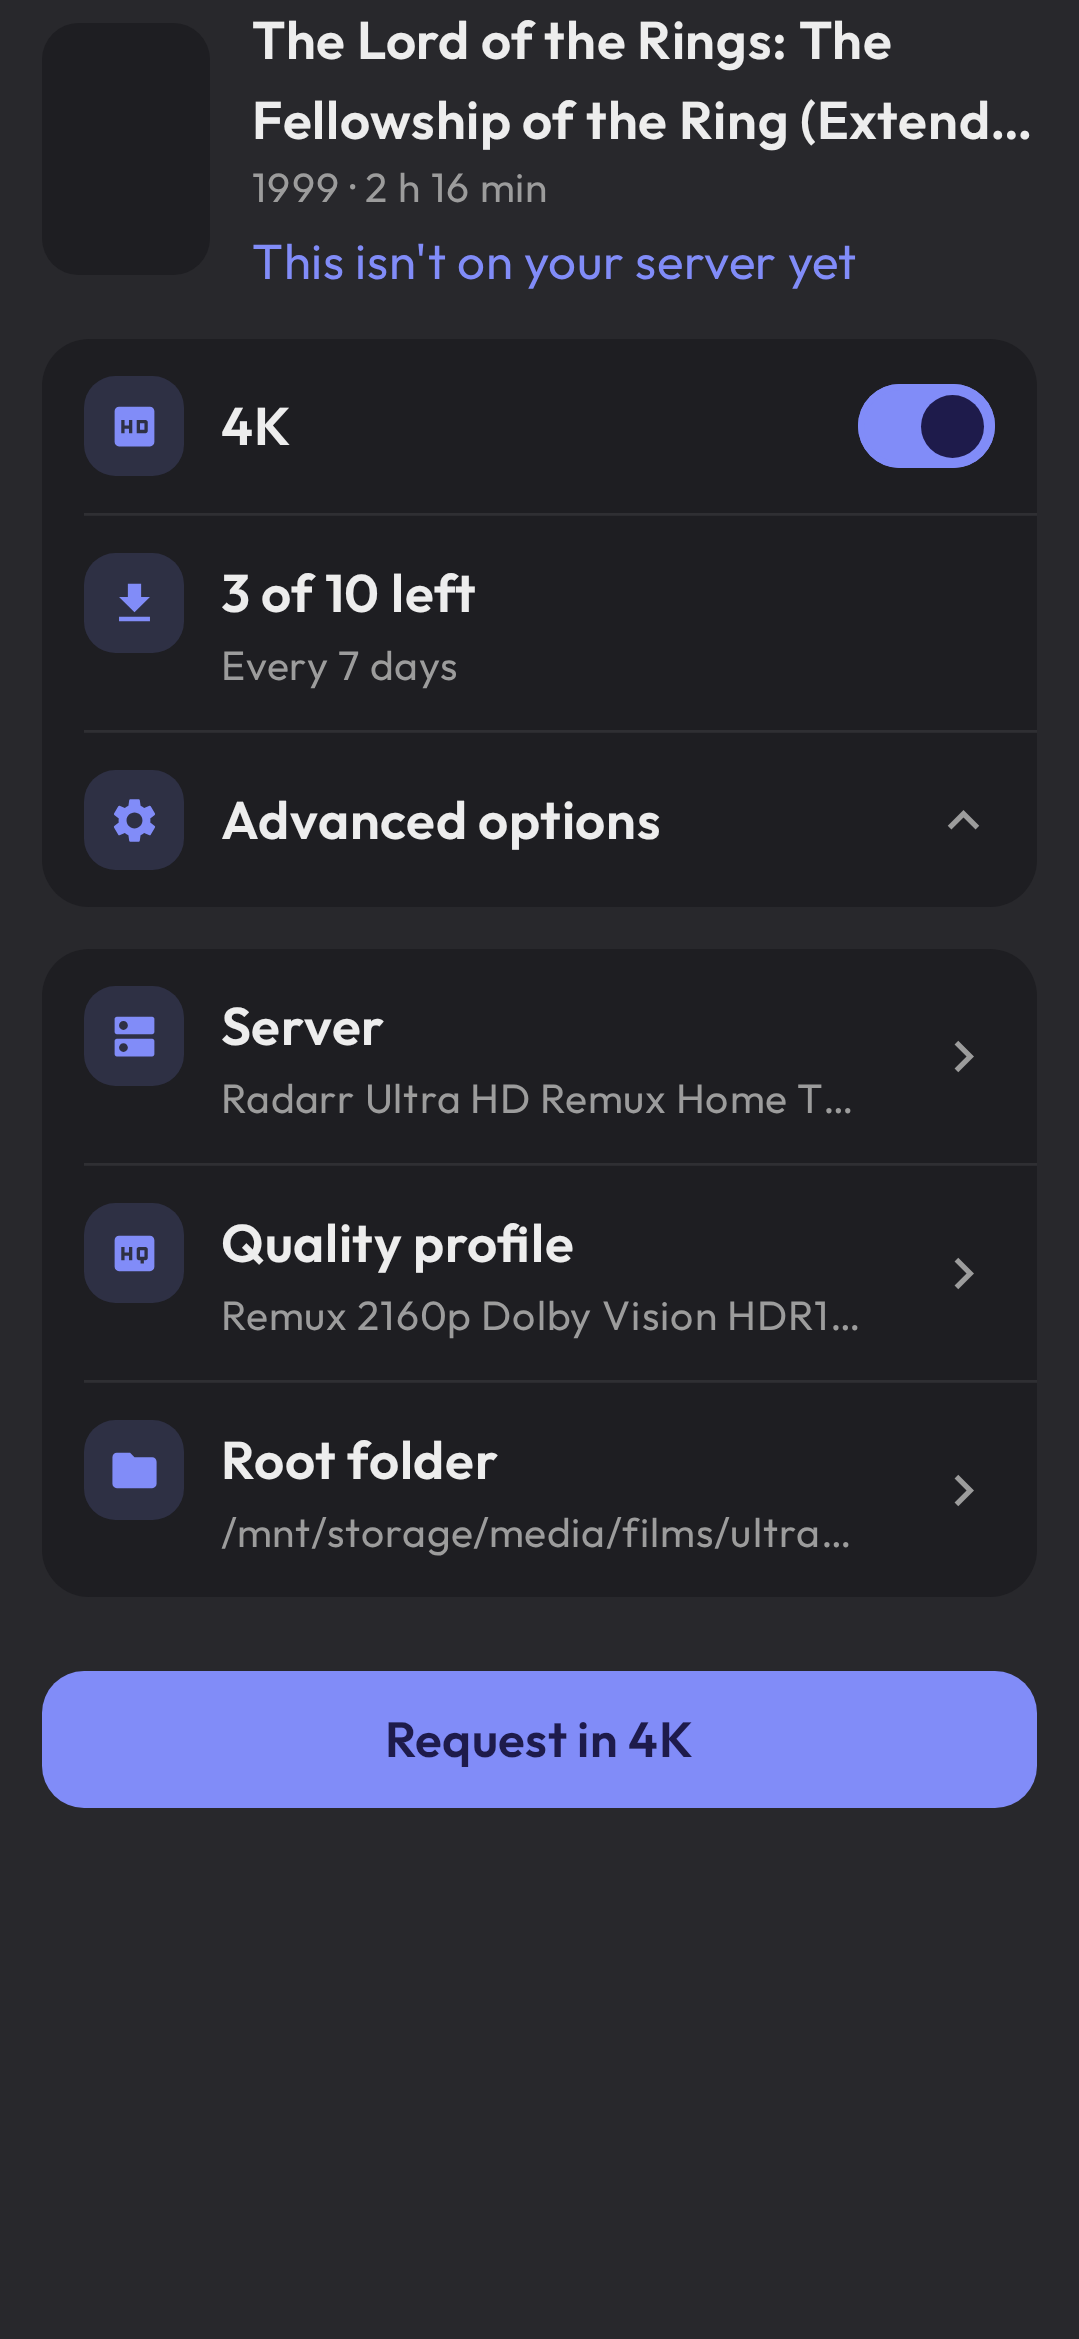 The Lord of the Rings: The
Fellowship of the Ring (Extend...
1999 · 2 h 16 min
This isn't on your server yet
HD
4K
3 of 10 left
Every 7 days
Advanced options
Server
Radarr Ultra HD Remux Home T...
HQ
Quality profile
Remux 2160p Dolby Vision HDR1...
Root folder
/mnt/storage/media/films/ultra...
Request in 4K